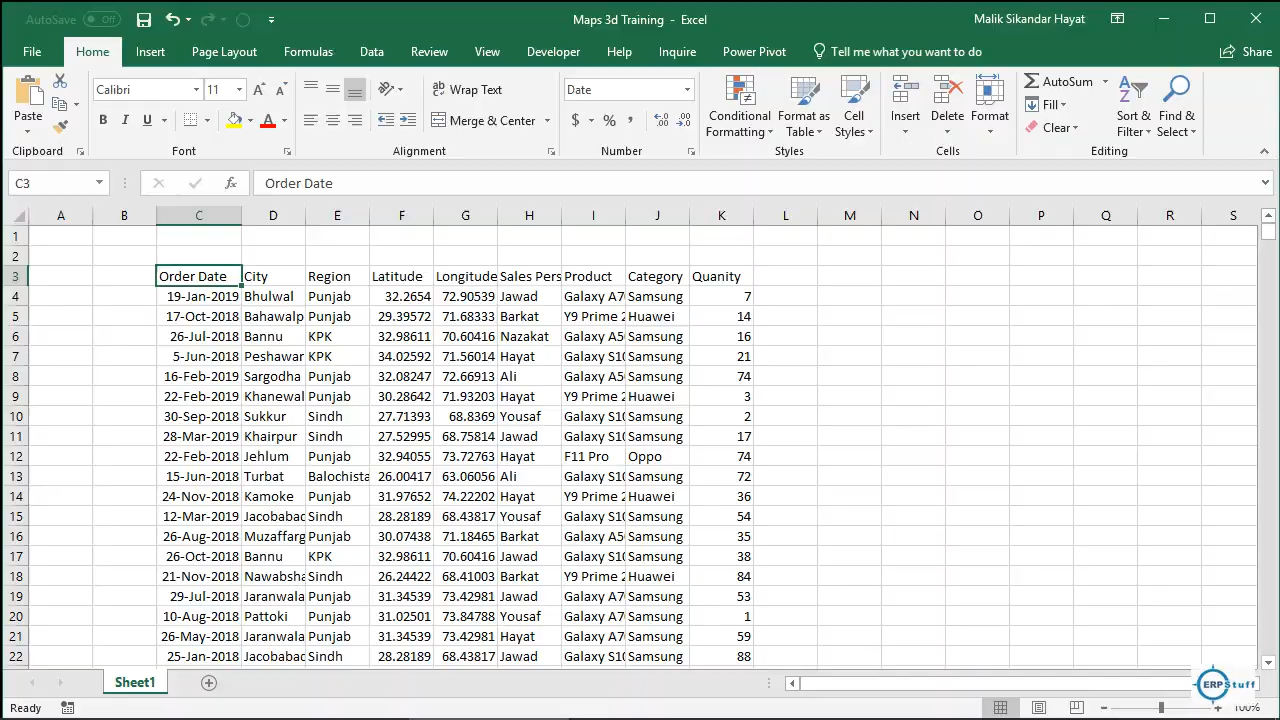 AutoSave Off Maps 3d Training - Excel Malik Sikandar Hayat
File Home Insert Page Layout Formulas Data Review View Developer Help Inquire Power Pivot Tell me what you want to do Share
Paste Calibri 11 A A Wrap Text Date Conditional Formatting Format as Table Cell Styles Insert Delete Format AutoSum Fill Clear Sort & Filter Find & Select
B I U A Merge & Center $ % ,
Clipboard Font Alignment Number Styles Cells Editing
C3 fx Order Date
A B C D E F G H I J K L M N O P Q R S
1
2
3 Order Date City Region Latitude Longitude Sales Pers Product Category Quanity
4 19-Jan-2019 Bhulwal Punjab 32.2654 72.90539 Jawad Galaxy A7 Samsung 7
5 17-Oct-2018 Bahawalp Punjab 29.39572 71.68333 Barkat Y9 Prime 2 Huawei 14
6 26-Jul-2018 Bannu KPK 32.98611 70.60416 Nazakat Galaxy A5 Samsung 16
7 5-Jun-2018 Peshawar KPK 34.02592 71.56014 Hayat Galaxy S10 Samsung 21
8 16-Feb-2019 Sargodha Punjab 32.08247 72.66913 Ali Galaxy A5 Samsung 74
9 22-Feb-2019 Khanewal Punjab 30.28642 71.93203 Hayat Y9 Prime 2 Huawei 3
10 30-Sep-2018 Sukkur Sindh 27.71393 68.8369 Yousaf Galaxy S10 Samsung 2
11 28-Mar-2019 Khairpur Sindh 27.52995 68.75814 Jawad Galaxy S10 Samsung 17
12 22-Feb-2018 Jehlum Punjab 32.94055 73.72763 Hayat F11 Pro Oppo 74
13 15-Jun-2018 Turbat Balochista 26.00417 63.06056 Ali Galaxy S10 Samsung 72
14 24-Nov-2018 Kamoke Punjab 31.97652 74.22202 Hayat Y9 Prime 2 Huawei 36
15 12-Mar-2019 Jacobabad Sindh 28.28189 68.43817 Yousaf Galaxy S10 Samsung 54
16 26-Aug-2018 Muzaffarg Punjab 30.07438 71.18465 Barkat Galaxy A5 Samsung 35
17 26-Oct-2018 Bannu KPK 32.98611 70.60416 Jawad Galaxy S10 Samsung 38
18 21-Nov-2018 Nawabsha Sindh 26.24422 68.41003 Barkat Y9 Prime 2 Huawei 84
19 29-Jul-2018 Jaranwala Punjab 31.34539 73.42981 Jawad Galaxy A7 Samsung 53
20 10-Aug-2018 Pattoki Punjab 31.02501 73.84788 Yousaf Galaxy A7 Samsung 1
21 26-May-2018 Jaranwala Punjab 31.34539 73.42981 Hayat Galaxy A7 Samsung 59
22 25-Jan-2018 Jacobabad Sindh 28.28189 68.43817 Jawad Galaxy S10 Samsung 88
Sheet1
ERPStuff
Ready 100%